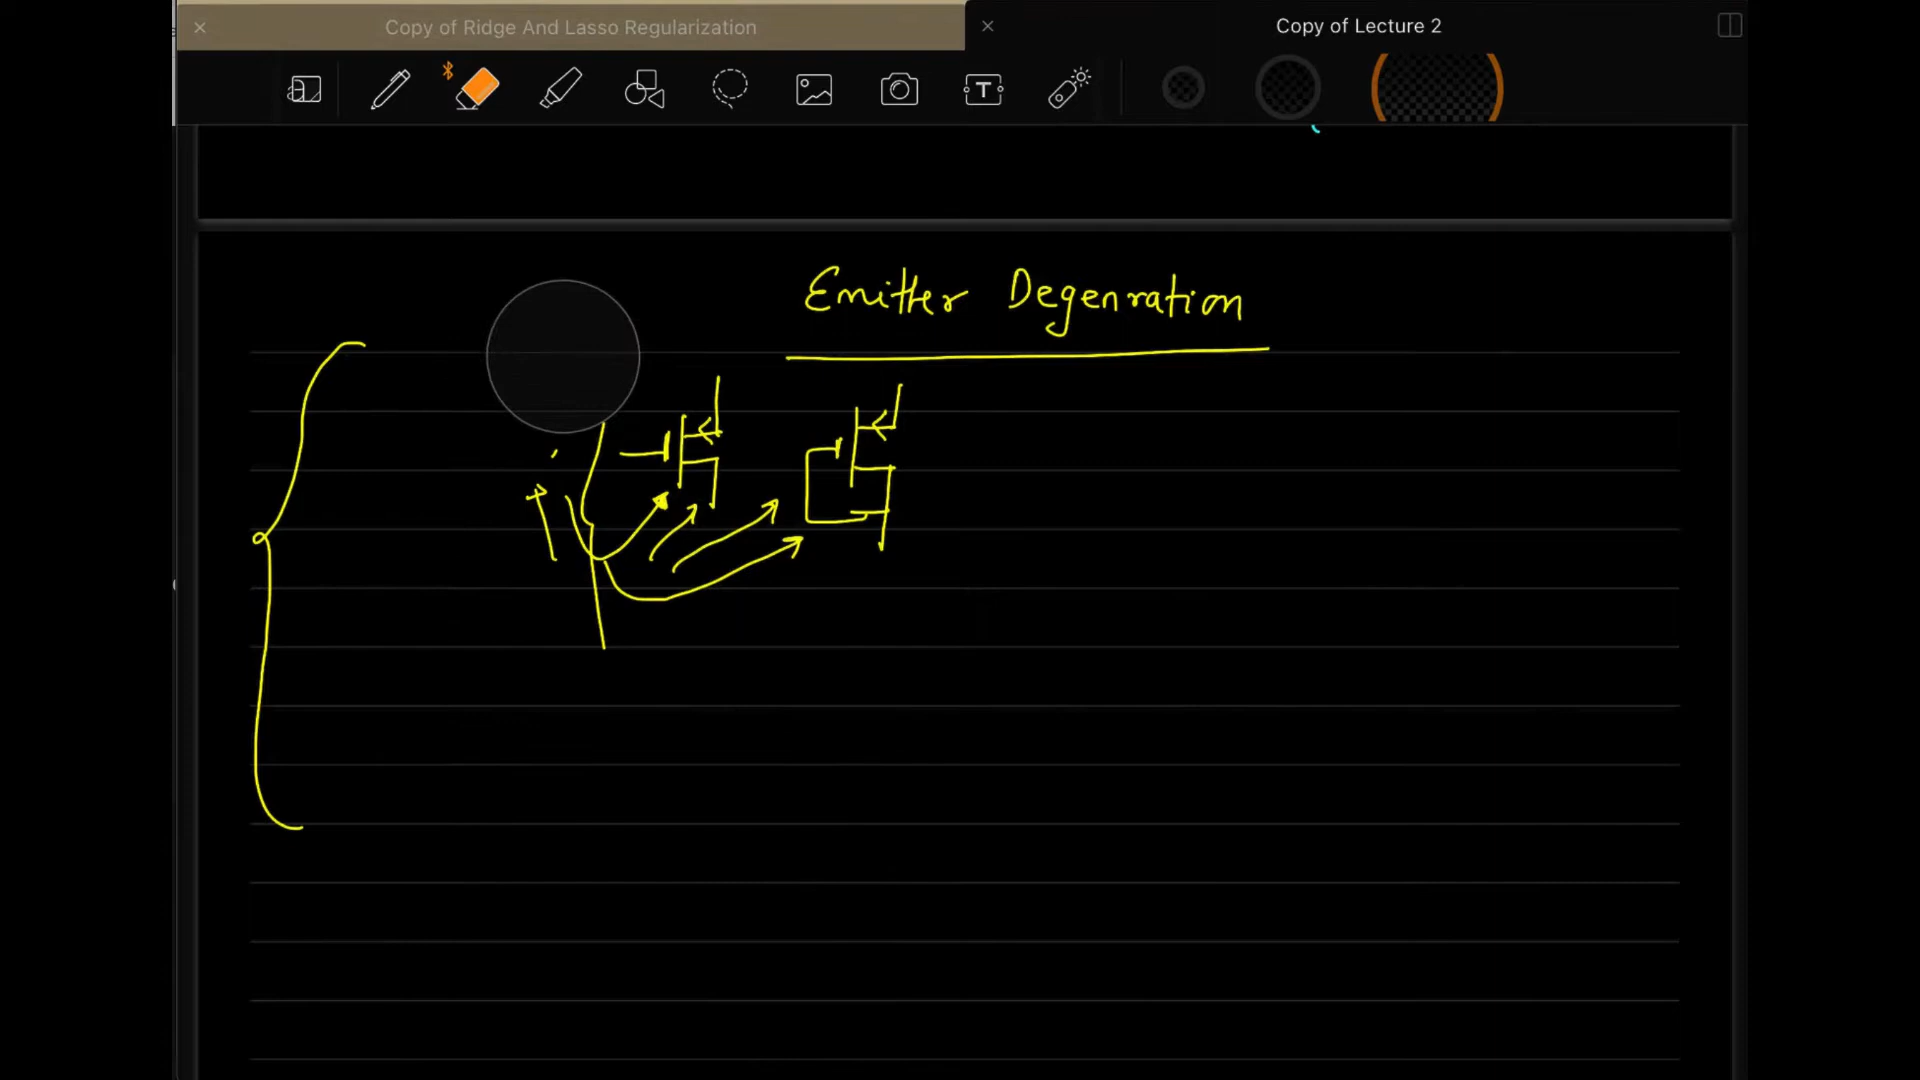 Copy of Ridge And Lasso Regularization
Copy of Lecture 2
T
Emitter Degenration